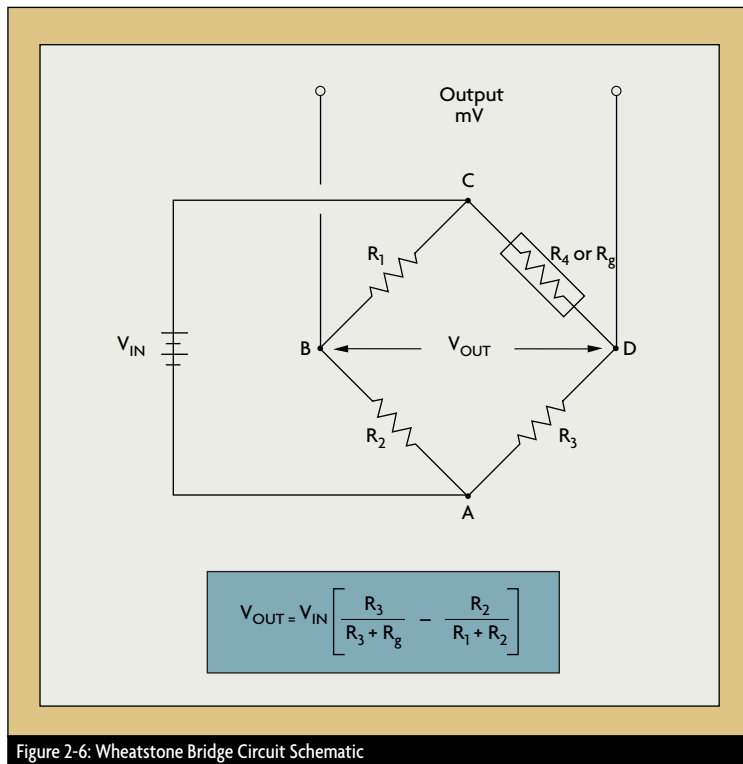 Output
mV
C
R1
R4 or Rg
VIN
B
VOUT
D
R2
R3
A
VOUT = VIN [ R3 / (R3 + Rg) – R2 / (R1 + R2) ]
Figure 2-6: Wheatstone Bridge Circuit Schematic